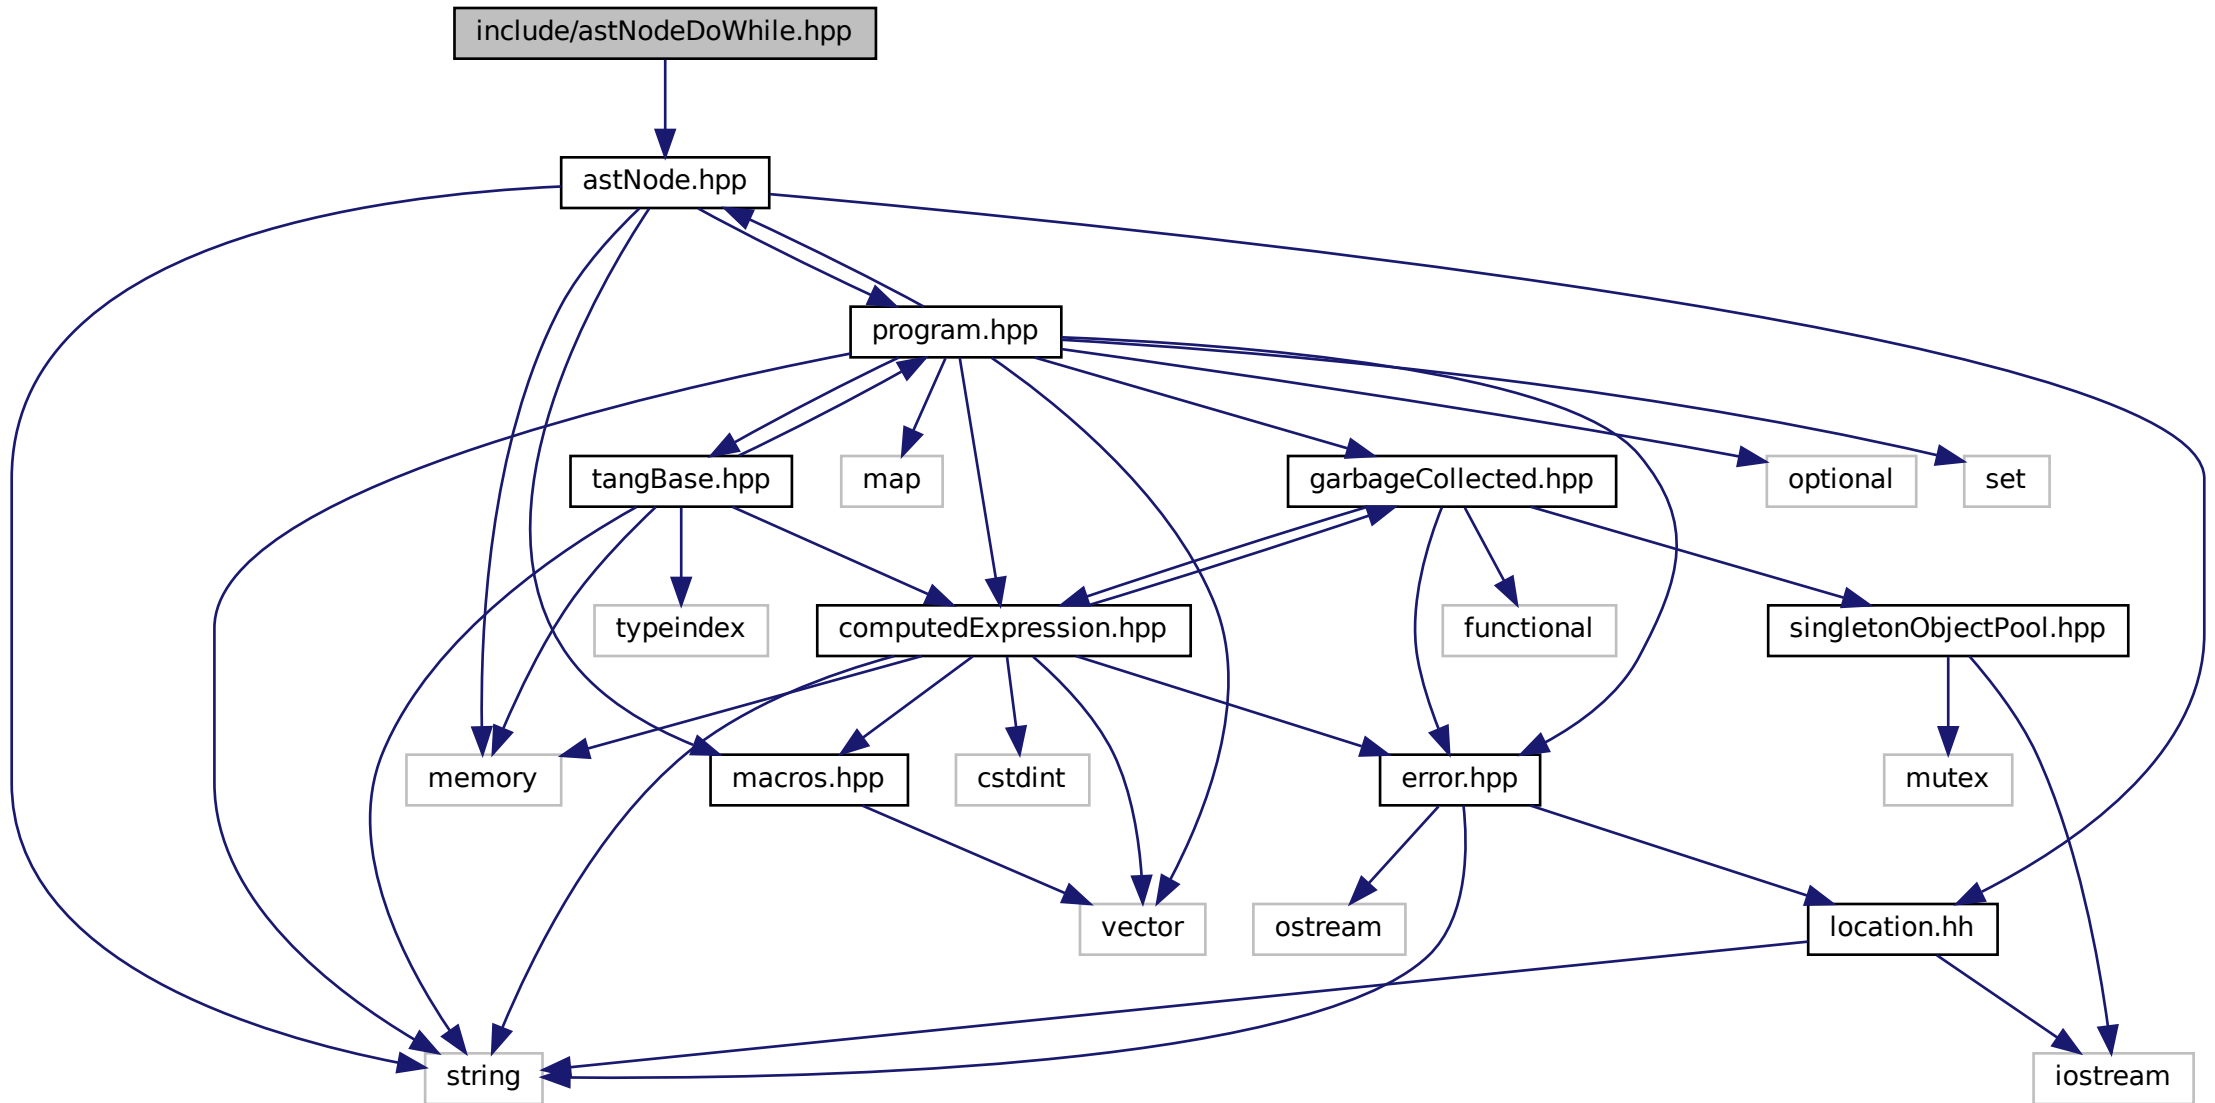 include/astNodeDoWhile.hpp
astNode.hpp
program.hpp
tangBase.hpp
map
garbageCollected.hpp
optional
set
typeindex
computedExpression.hpp
functional
singletonObjectPool.hpp
memory
macros.hpp
cstdint
error.hpp
mutex
vector
ostream
location.hh
string
iostream